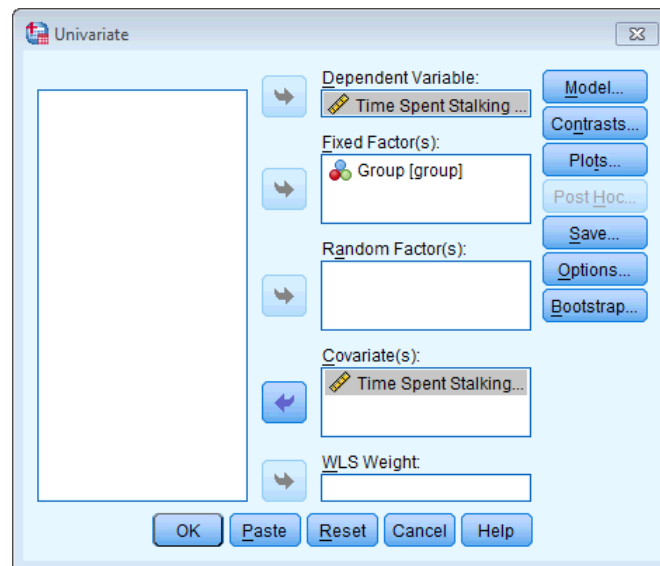 Univariate
Dependent Variable:
Time Spent Stalking ...
Model...
Contrasts...
Fixed Factor(s):
Group [group]
Plots...
Post Hoc...
Save...
Random Factor(s):
Options...
Bootstrap...
Covariate(s):
Time Spent Stalking...
WLS Weight:
OK Paste Reset Cancel Help